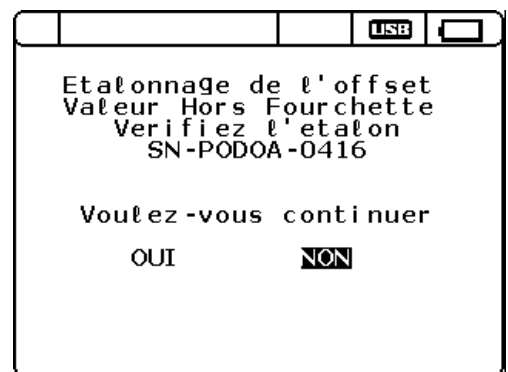 USB
Etalonnage de l'offset
Valeur Hors Fourchette
Verifiez l'etalon
SN-PODOA-0416
Voulez-vous continuer
OUI NON